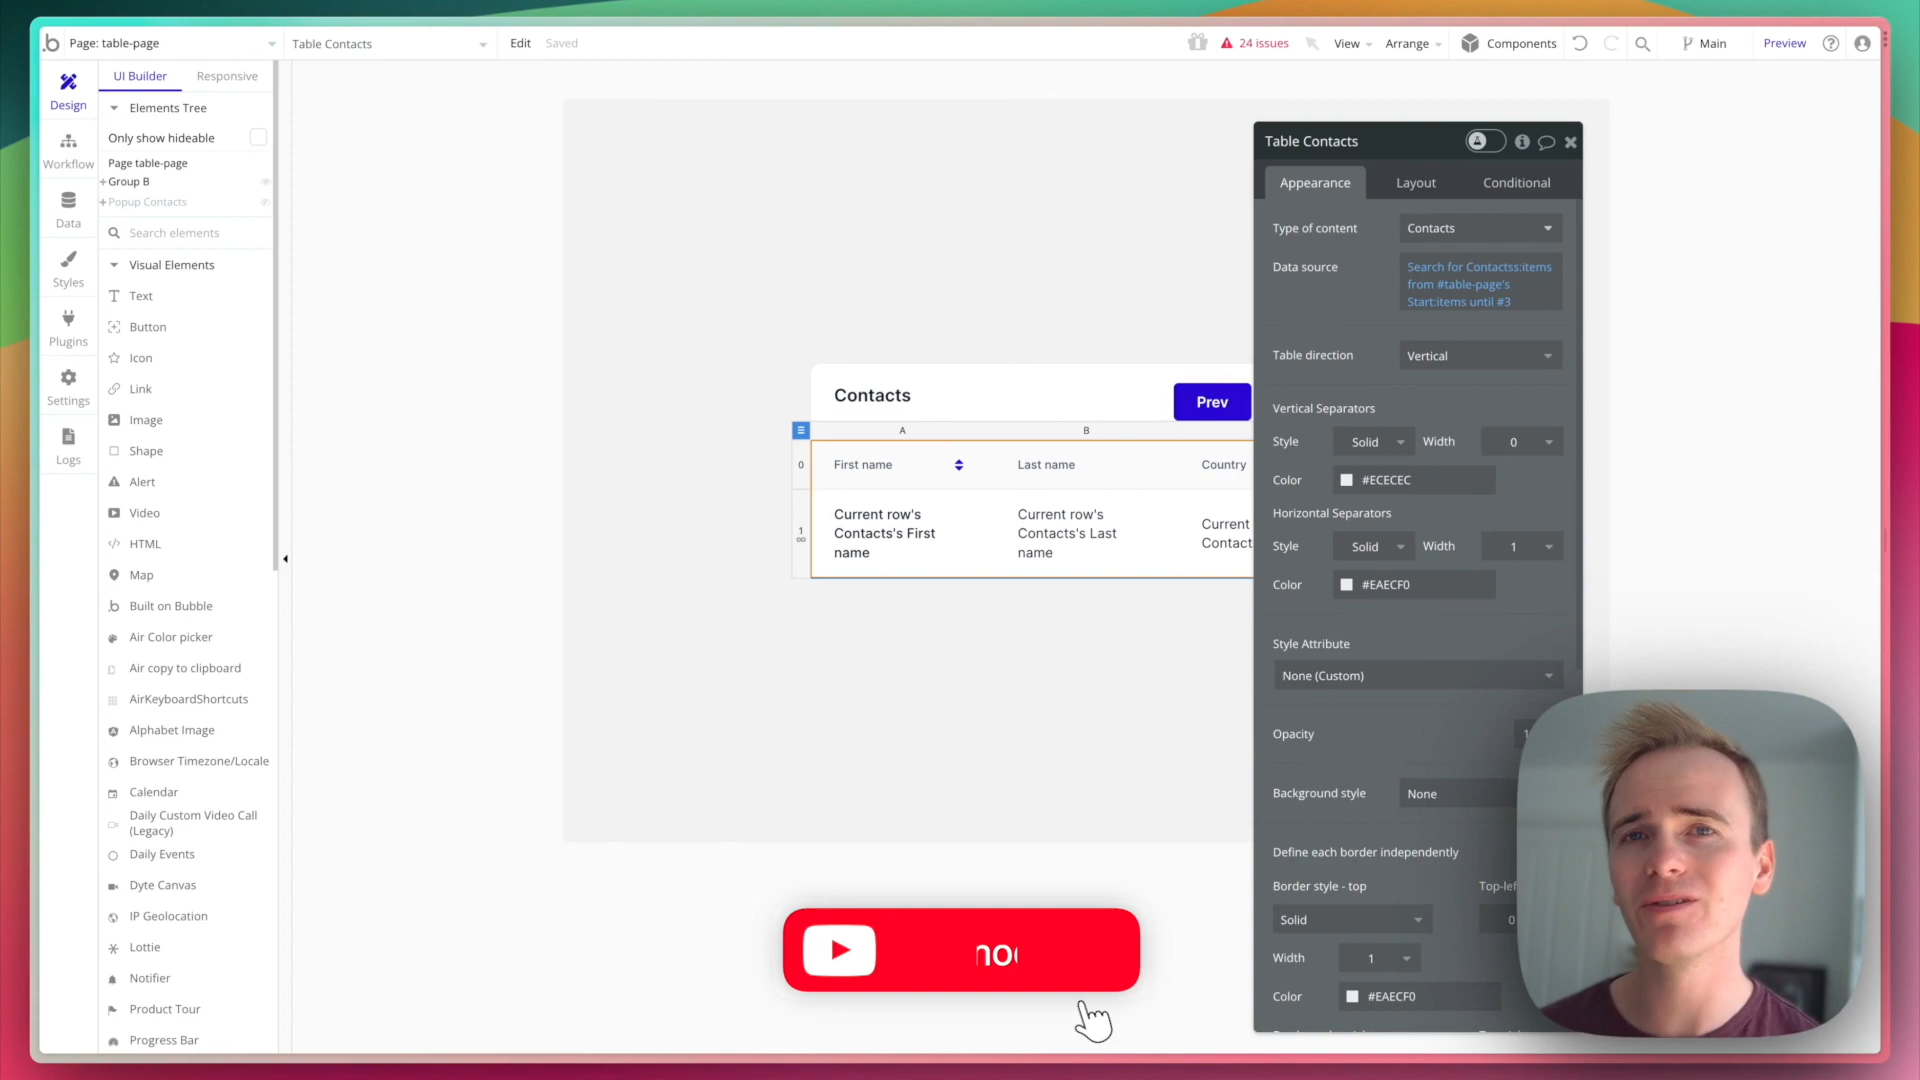 Page: table-page
Table Contacts
Edit
Saved
24 issues
View
Arrange
Components
Main
Preview
UI Builder
Responsive
Design
Workflow
Data
Styles
Plugins
Settings
Logs
Elements Tree
Only show hideable
Page table-page
Group B
Popup Contacts
Search elements
Visual Elements
Text
Button
Icon
Link
Image
Shape
Alert
Video
HTML
Map
Built on Bubble
Air Color picker
Air copy to clipboard
AirKeyboardShortcuts
Alphabet Image
Browser Timezone/Locale
Calendar
Daily Custom Video Call
(Legacy)
Daily Events
Dyte Canvas
IP Geolocation
Lottie
Notifier
Product Tour
Progress Bar
Contacts
Prev
A
B
0
First name
Last name
Country
1
Current row's
Contacts's First
name
Current row's
Contacts's Last
name
Current
Contact
Table Contacts
Appearance
Layout
Conditional
Type of content
Contacts
Data source
Search for Contactss:items
from #table-page's
Start:items until #3
Table direction
Vertical
Vertical Separators
Style
Solid
Width
0
Color
#ECECEC
Horizontal Separators
Style
Solid
Width
1
Color
#EAECF0
Style Attribute
None (Custom)
Opacity
Background style
None
Define each border independently
Border style - top
Top-lef
Solid
0
Width
1
Color
#EAECF0